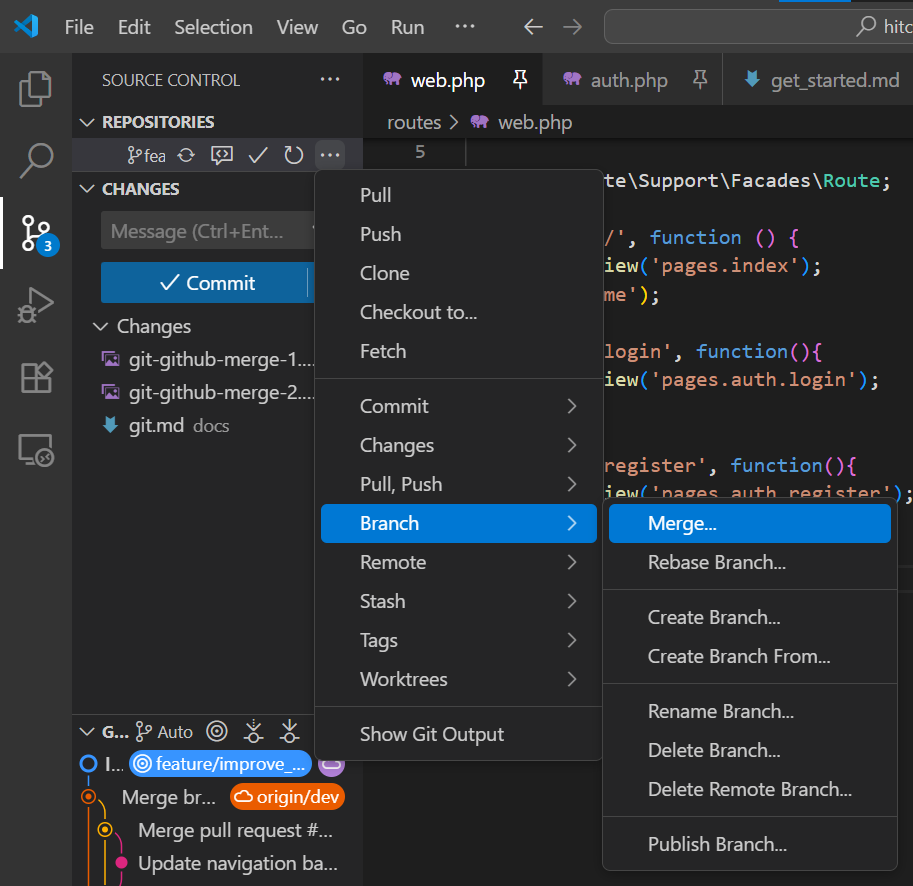 File Edit Selection View Go Run ... hitc
SOURCE CONTROL ...
web.php auth.php get_started.md
REPOSITORIES
routes > web.php
fea ...
5
CHANGES
Message (Ctrl+Ent...
Commit
Changes
git-github-merge-1....
git-github-merge-2....
git.md docs
3
te\Support\Facades\Route;
/', function () {
iew('pages.index');
me');
login', function(){
iew('pages.auth.login');
register', function(){
iew('pages.auth.register');
Pull
Push
Clone
Checkout to...
Fetch
Commit
Changes
Pull, Push
Branch
Remote
Stash
Tags
Worktrees
Show Git Output
Merge...
Rebase Branch...
Create Branch...
Create Branch From...
Rename Branch...
Delete Branch...
Delete Remote Branch...
Publish Branch...
G... Auto
I... feature/improve_...
Merge br... origin/dev
Merge pull request #...
Update navigation ba...